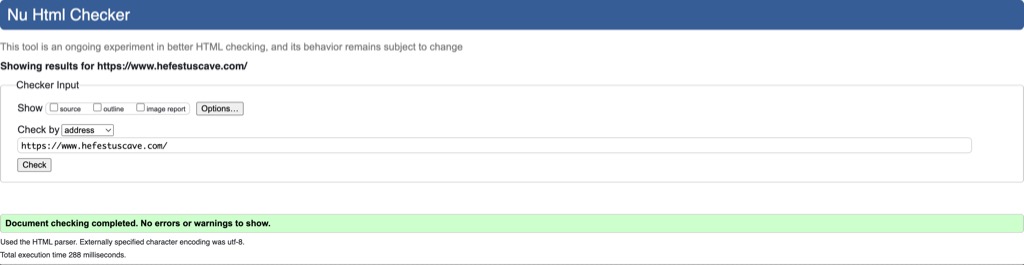 Nu Html Checker
This tool is an ongoing experiment in better HTML checking, and its behavior remains subject to change
Showing results for https://www.hefestuscave.com/
Checker Input
Show source outline image report Options...
Check by address
https://www.hefestuscave.com/
Check
Document checking completed. No errors or warnings to show.
Used the HTML parser. Externally specified character encoding was utf-8.
Total execution time 288 milliseconds.